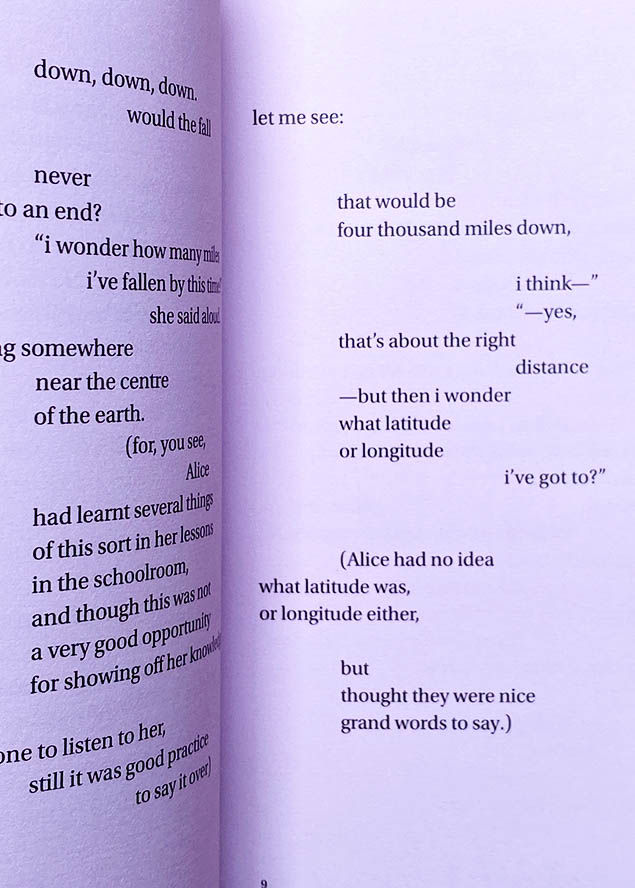 down, down, down.
would the fall
never
to an end?
“i wonder how many miles
i’ve fallen by this time”
she said aloud.
somewhere
near the centre
of the earth.
(for, you see,
Alice
had learnt several things
of this sort in her lessons
in the schoolroom,
and though this was not
a very good opportunity
for showing off her
to listen to her,
still it was good practice
to say it over)
let me see:
that would be
four thousand miles down,
i think—”
“—yes,
that’s about the right
distance
—but then i wonder
what latitude
or longitude
i’ve got to?”
(Alice had no idea
what latitude was,
or longitude either,
but
thought they were nice
grand words to say.)
9